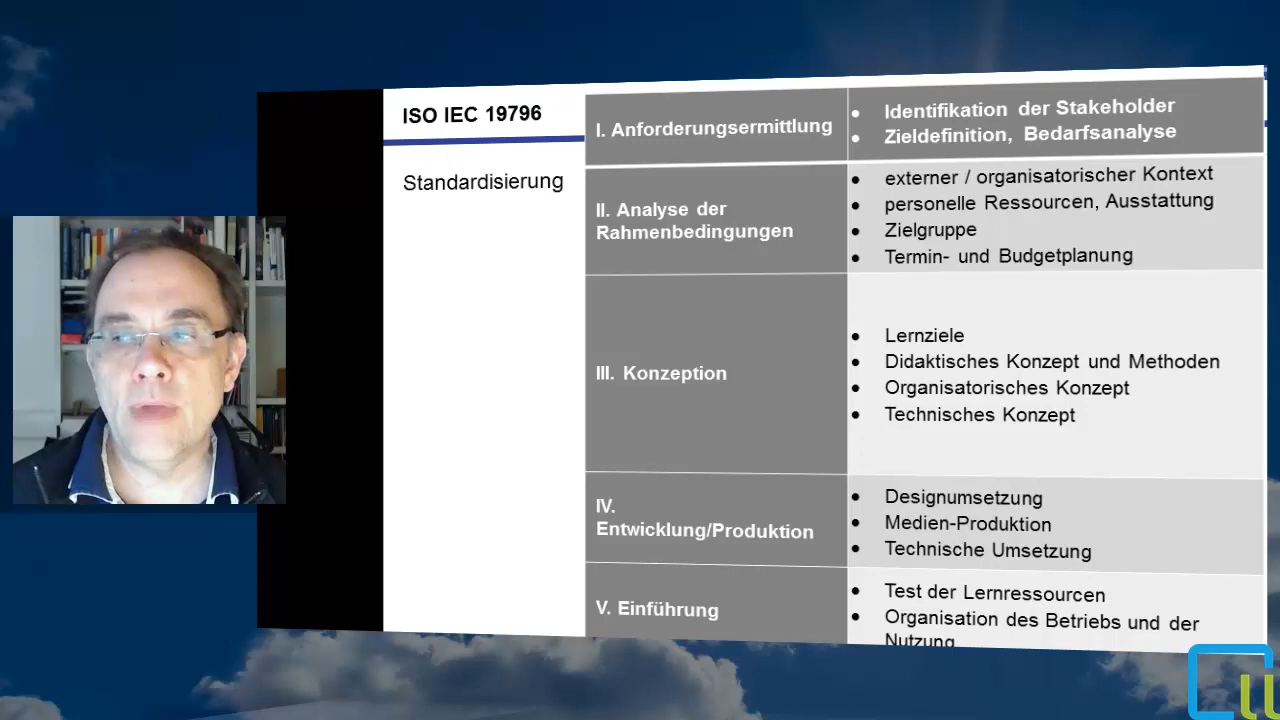 ISO IEC 19796
Standardisierung
I. Anforderungsermittlung
• Identifikation der Stakeholder
• Zieldefinition, Bedarfsanalyse
II. Analyse der
Rahmenbedingungen
• externer / organisatorischer Kontext
• personelle Ressourcen, Ausstattung
• Zielgruppe
• Termin- und Budgetplanung
III. Konzeption
• Lernziele
• Didaktisches Konzept und Methoden
• Organisatorisches Konzept
• Technisches Konzept
IV.
Entwicklung/Produktion
• Designumsetzung
• Medien-Produktion
• Technische Umsetzung
V. Einführung
• Test der Lernressourcen
• Organisation des Betriebs und der
Nutzung